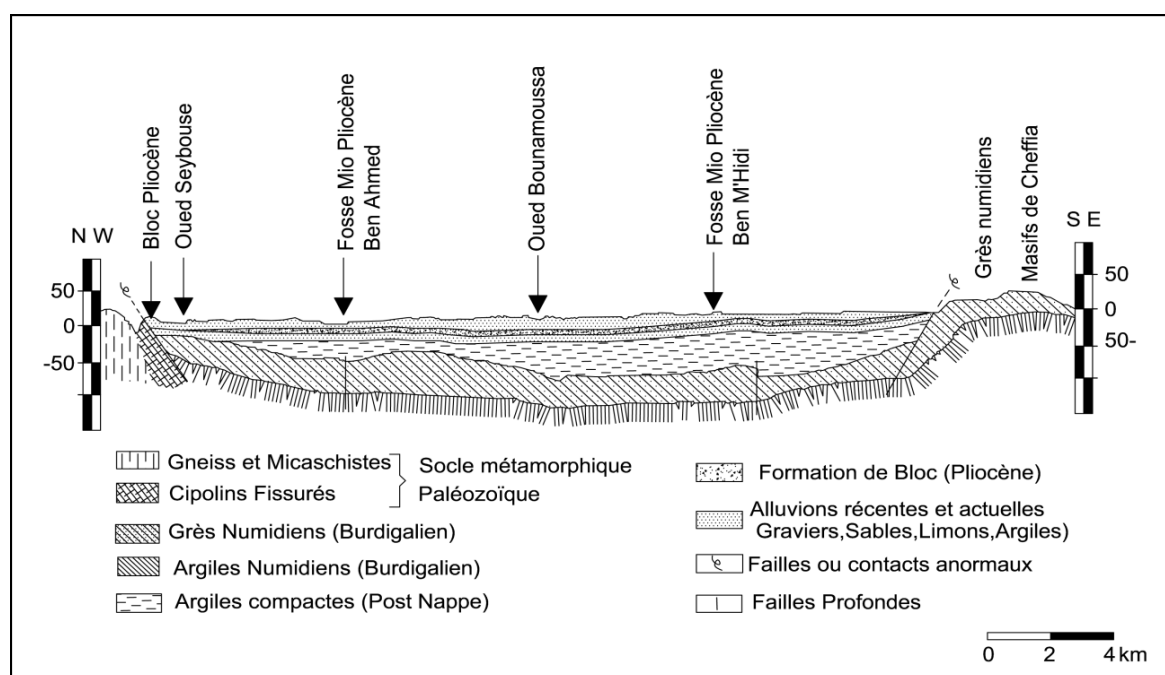 Bloc Pliocène
Oued Seybouse
Fosse Mio Pliocène
Ben Ahmed
Oued Bounamoussa
Fosse Mio Pliocène
Ben M'Hidi
Grès numidiens
Masifs de Cheffia
N W
S E
50
0
-50
50
0
50-
Gneiss et Micaschistes
Cipolins Fissurés
Socle métamorphique
Paléozoïque
Grès Numidiens (Burdigalien)
Argiles Numidiens (Burdigalien)
Argiles compactes (Post Nappe)
Formation de Bloc (Pliocène)
Alluvions récentes et actuelles
Graviers,Sables,Limons,Argiles)
Failles ou contacts anormaux
Failles Profondes
0 2 4 km